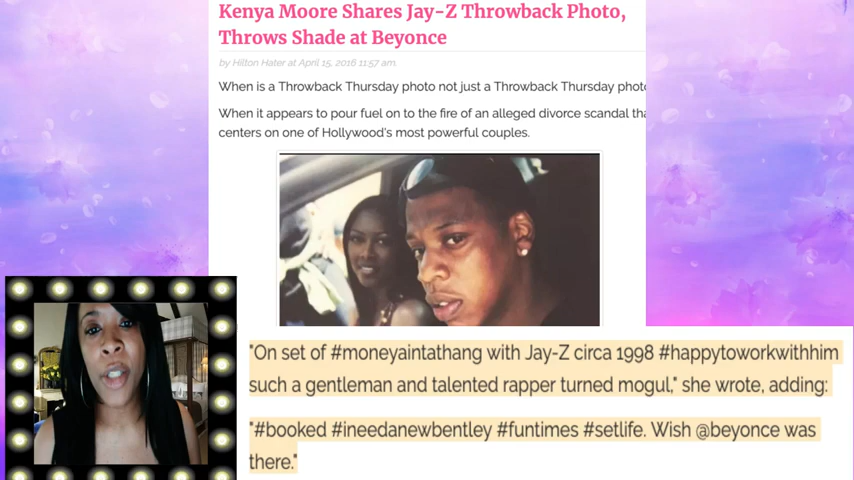 Kenya Moore Shares Jay-Z Throwback Photo,
Throws Shade at Beyonce
by Hilton Hater at April 15, 2016 11:57 am.
When is a Throwback Thursday photo not just a Throwback Thursday photo
When it appears to pour fuel on to the fire of an alleged divorce scandal tha
centers on one of Hollywood's most powerful couples.
"On set of #moneyaintathang with Jay-Z circa 1998 #happytoworkwithhim
such a gentleman and talented rapper turned mogul," she wrote, adding:
"#booked #ineedanewbentley #funtimes #setlife. Wish @beyonce was
there."